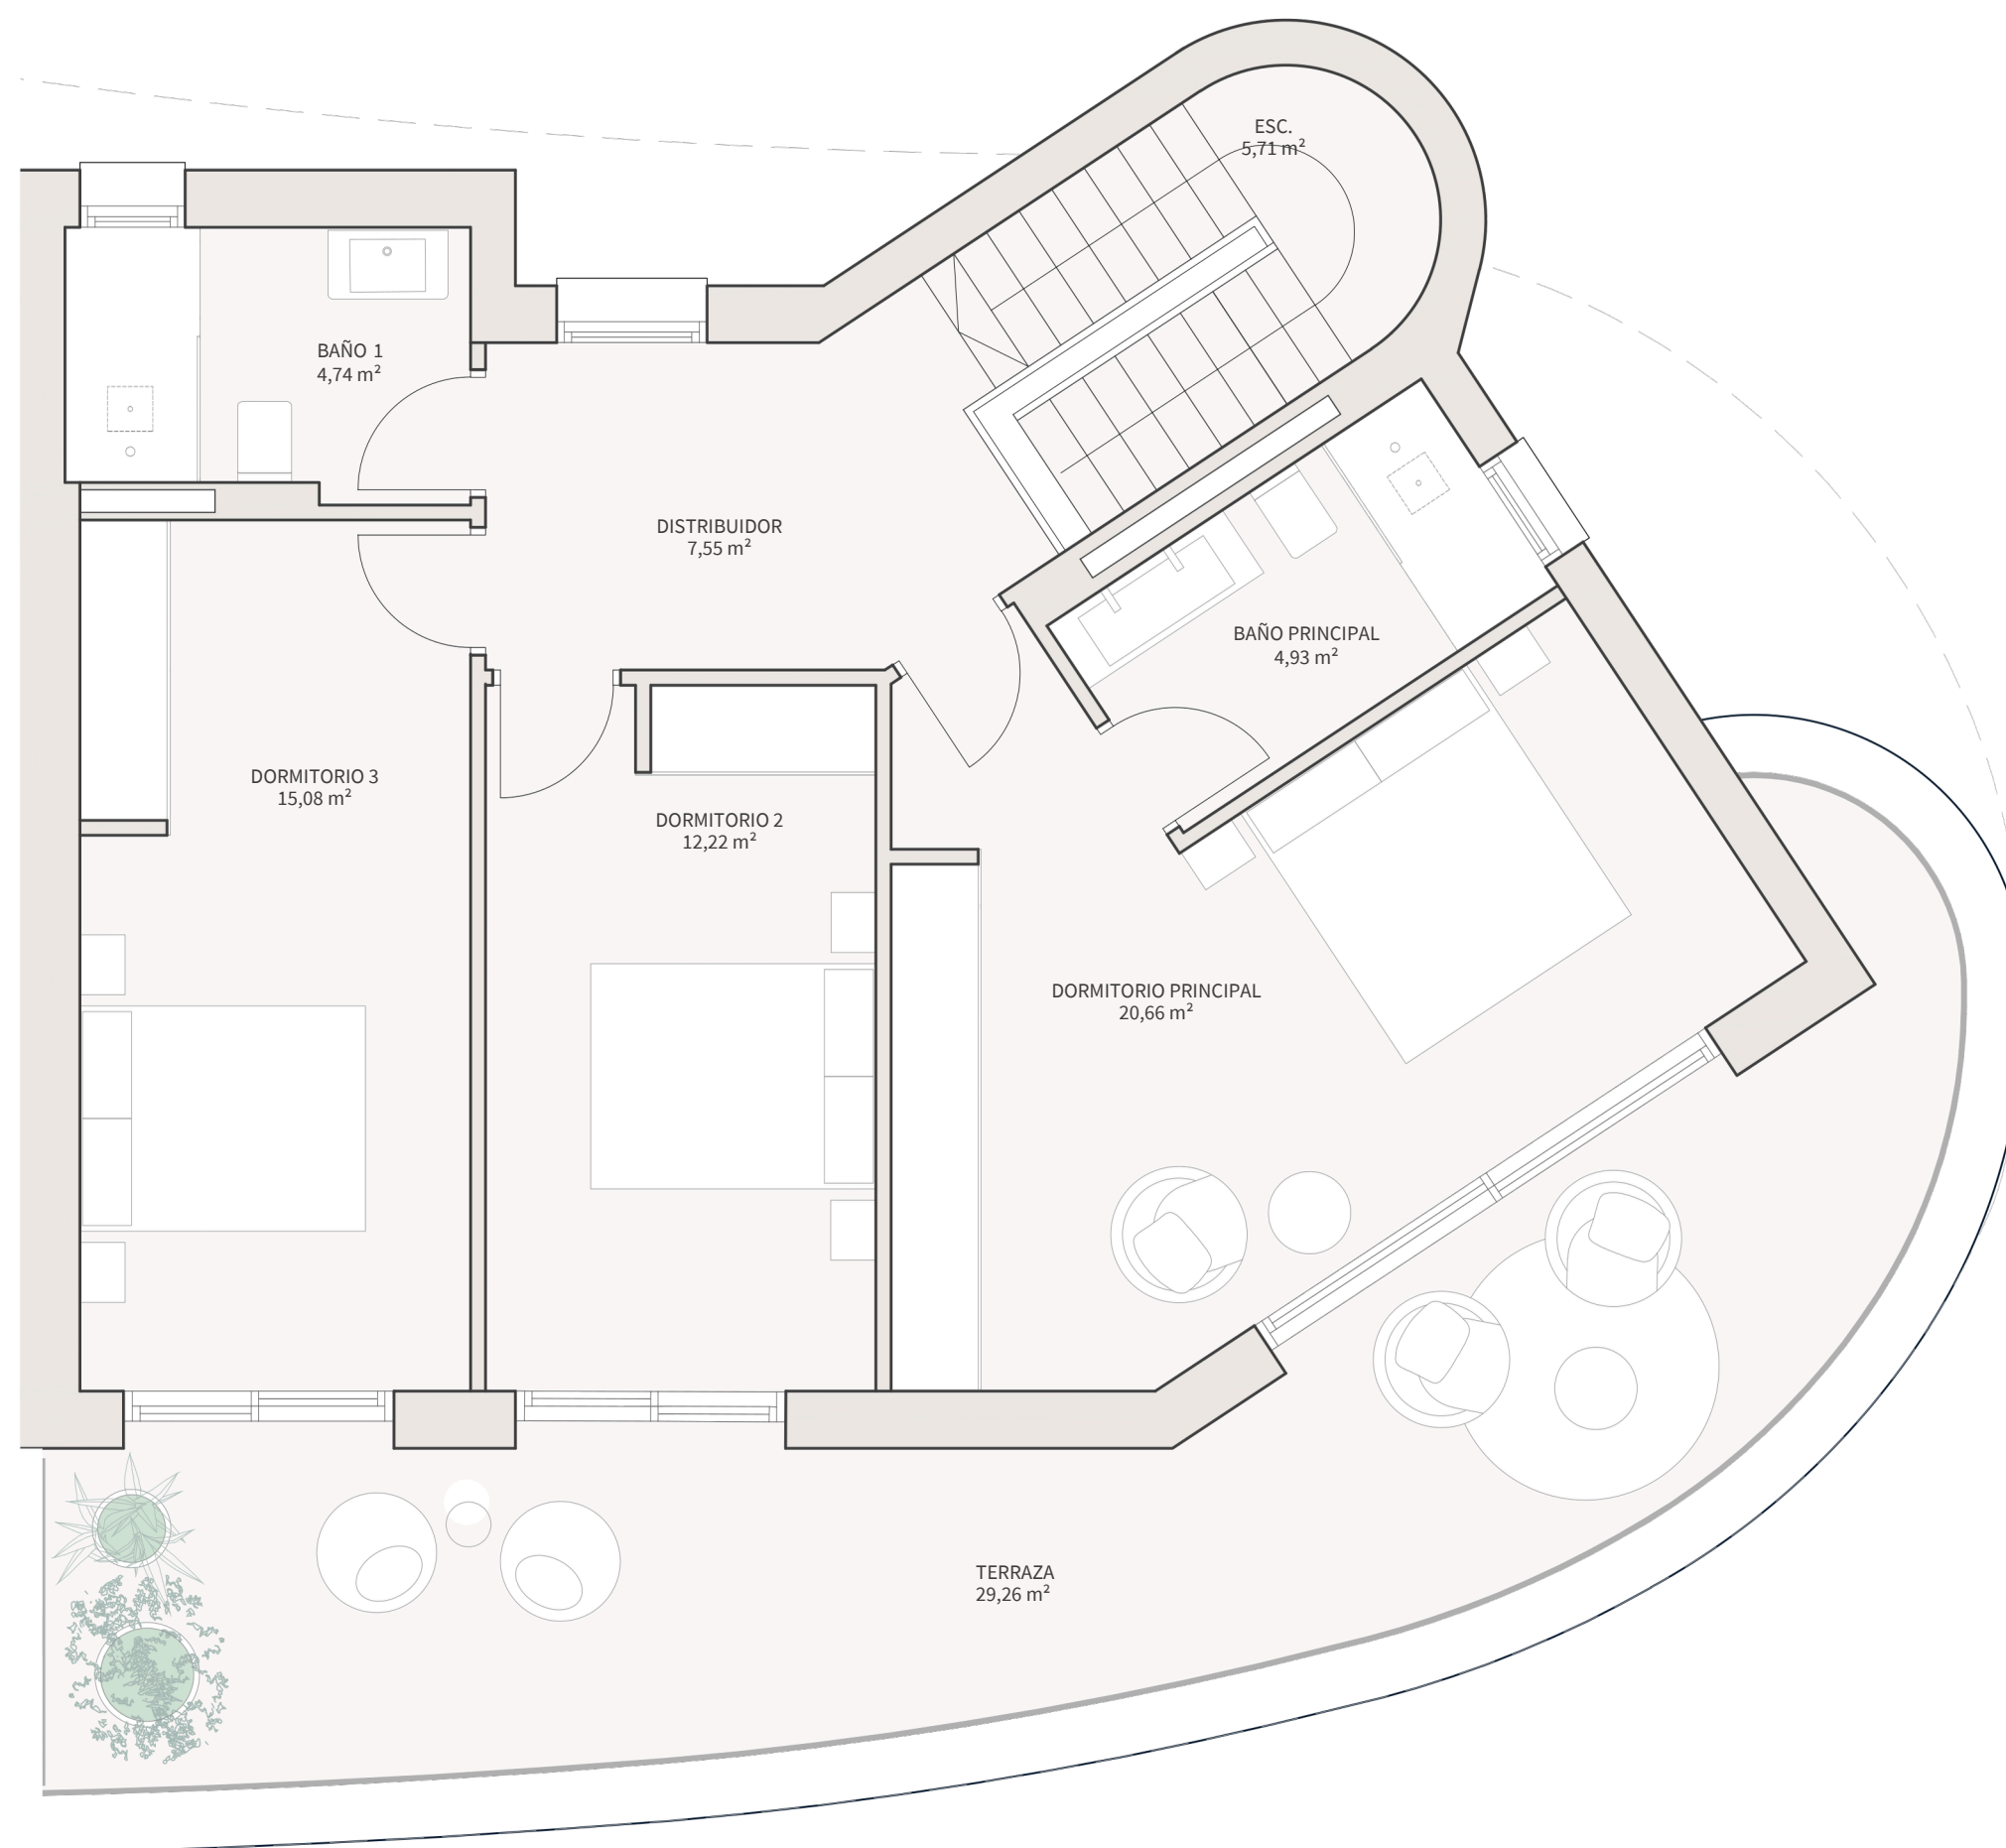 ESC.
5,71 m²
BAÑO 1
4,74 m²
DISTRIBUIDOR
7,55 m²
BAÑO PRINCIPAL
4,93 m²
DORMITORIO 3
15,08 m²
DORMITORIO 2
12,22 m²
DORMITORIO PRINCIPAL
20,66 m²
TERRAZA
29,26 m²